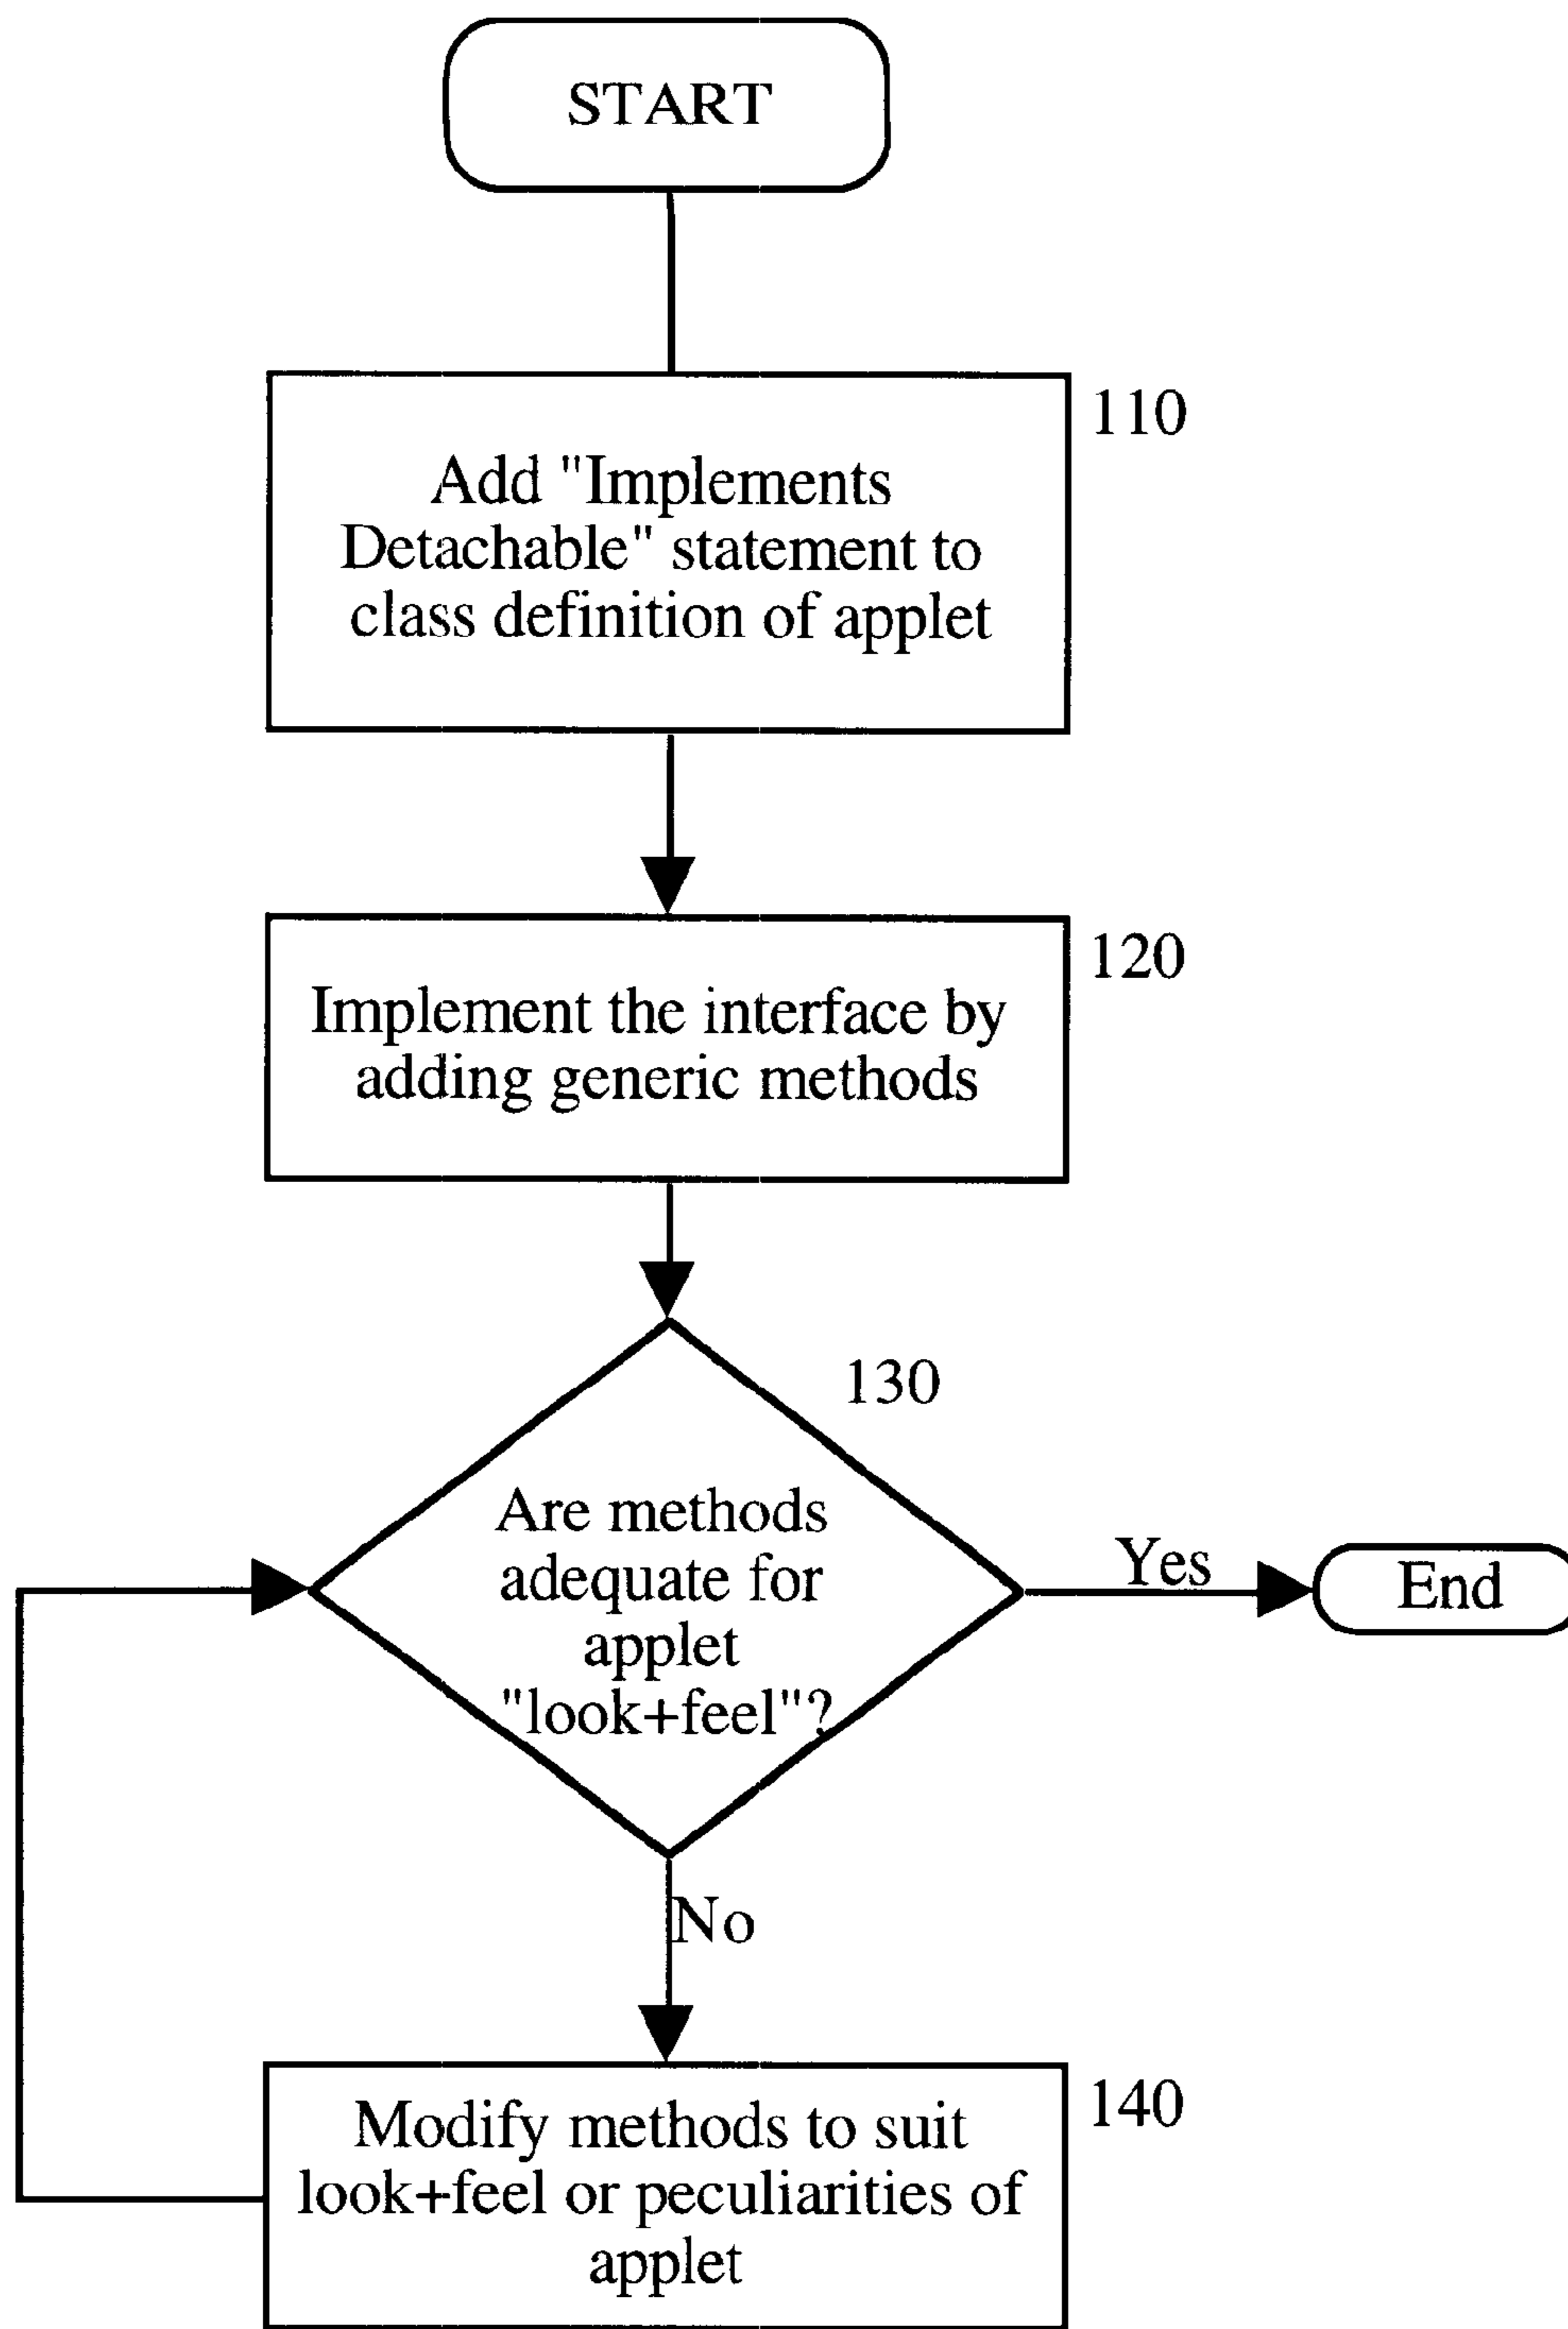 START
110
Add "Implements
Detachable" statement to
class definition of applet
120
Implement the interface by
adding generic methods
130
Are methods
adequate for
applet
"look+feel"?
Yes
End
No
140
Modify methods to suit
look+feel or peculiarities of
applet